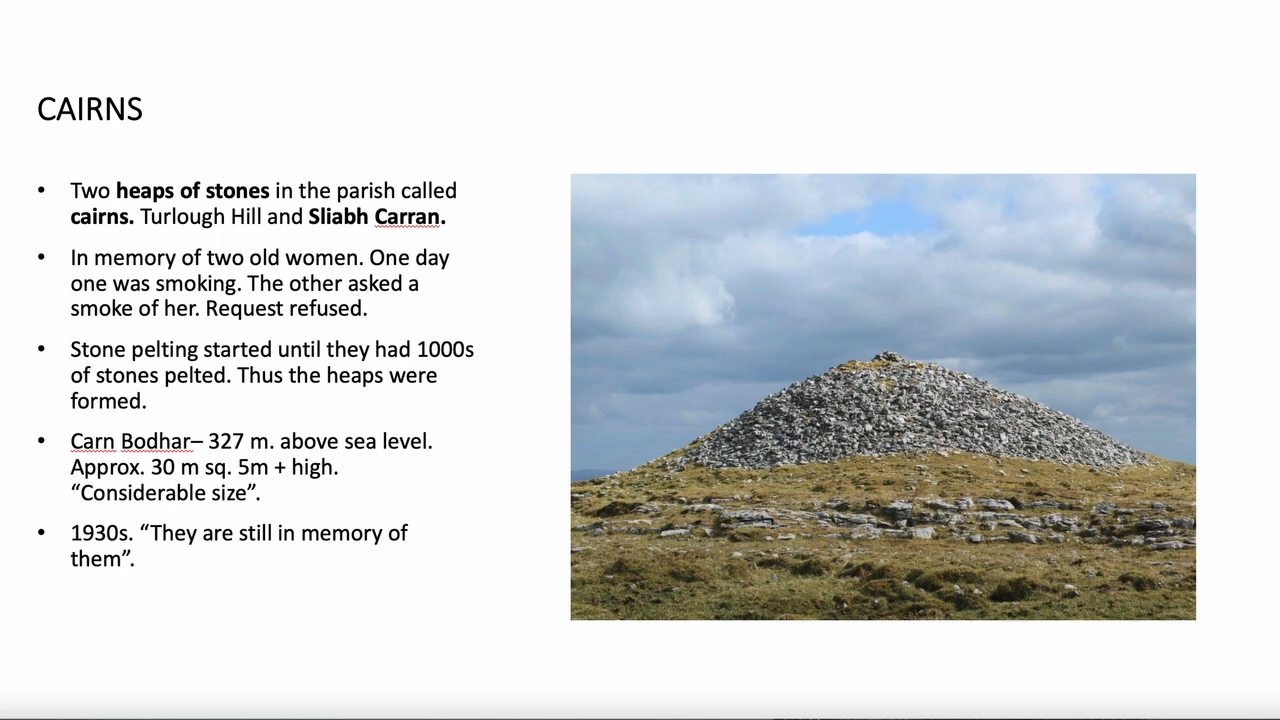 CAIRNS
• Two heaps of stones in the parish called
cairns. Turlough Hill and Sliabh Carran.
• In memory of two old women. One day
one was smoking. The other asked a
smoke of her. Request refused.
• Stone pelting started until they had 1000s
of stones pelted. Thus the heaps were
formed.
• Carn Bodhar– 327 m. above sea level.
Approx. 30 m sq. 5m + high.
“Considerable size”.
• 1930s. “They are still in memory of
them”.